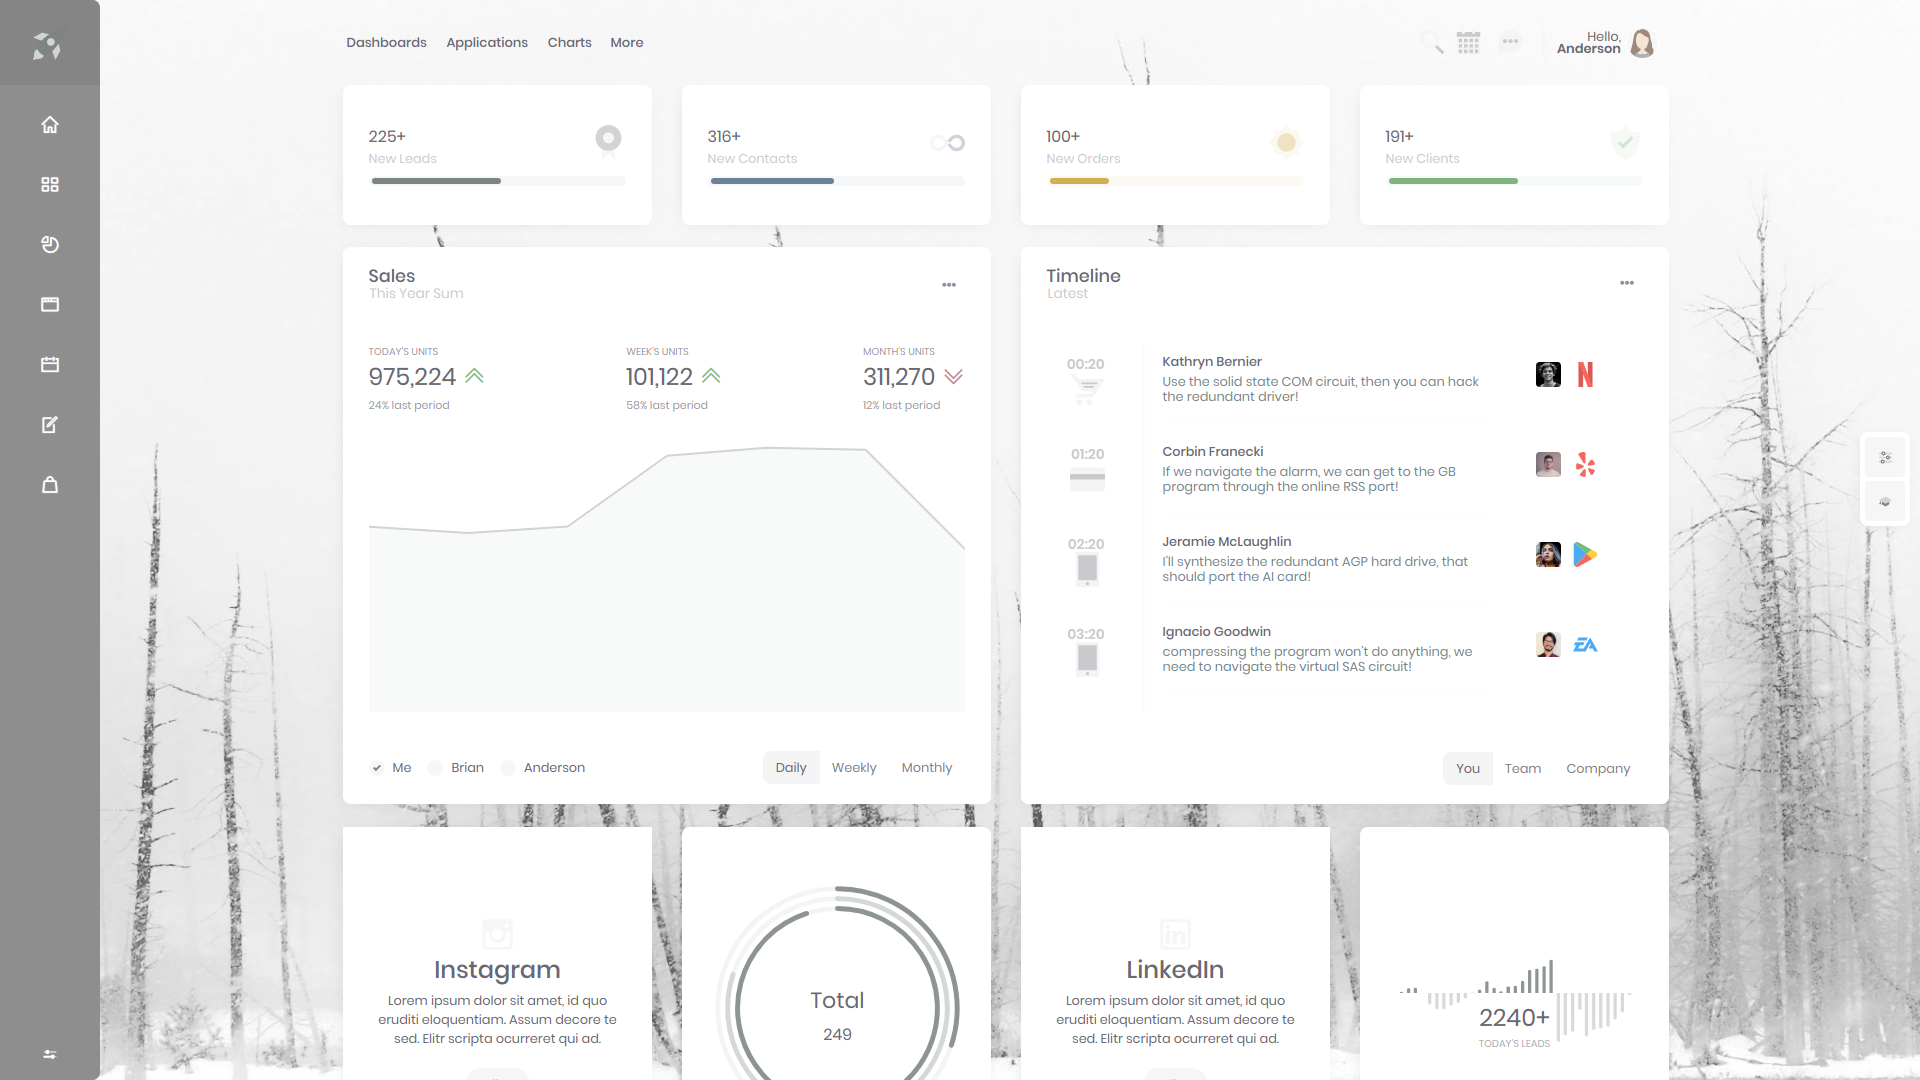 Dashboards Applications Charts More
Hello,
Anderson
225+
New Leads
316+
New Contacts
100+
New Orders
191+
New Clients
Sales
This Year Sum
TODAY'S UNITS
975,224
24% last period
WEEK'S UNITS
101,122
58% last period
MONTH'S UNITS
311,270
12% last period
Me Brian Anderson
Daily Weekly Monthly
Timeline
Latest
00:20
Kathryn Bernier
Use the solid state COM circuit, then you can hack
the redundant driver!
01:20
Corbin Franecki
If we navigate the alarm, we can get to the GB
program through the online RSS port!
02:20
Jeramie McLaughlin
I'll synthesize the redundant AGP hard drive, that
should port the AI card!
03:20
Ignacio Goodwin
compressing the program won't do anything, we
need to navigate the virtual SAS circuit!
EA
You Team Company
Instagram
Lorem ipsum dolor sit amet, id quo
eruditi eloquentiam. Assum decore te
sed. Elitr scripta ocurreret qui ad.
Total
249
in
LinkedIn
Lorem ipsum dolor sit amet, id quo
eruditi eloquentiam. Assum decore te
sed. Elitr scripta ocurreret qui ad.
2240+
TODAY'S LEADS